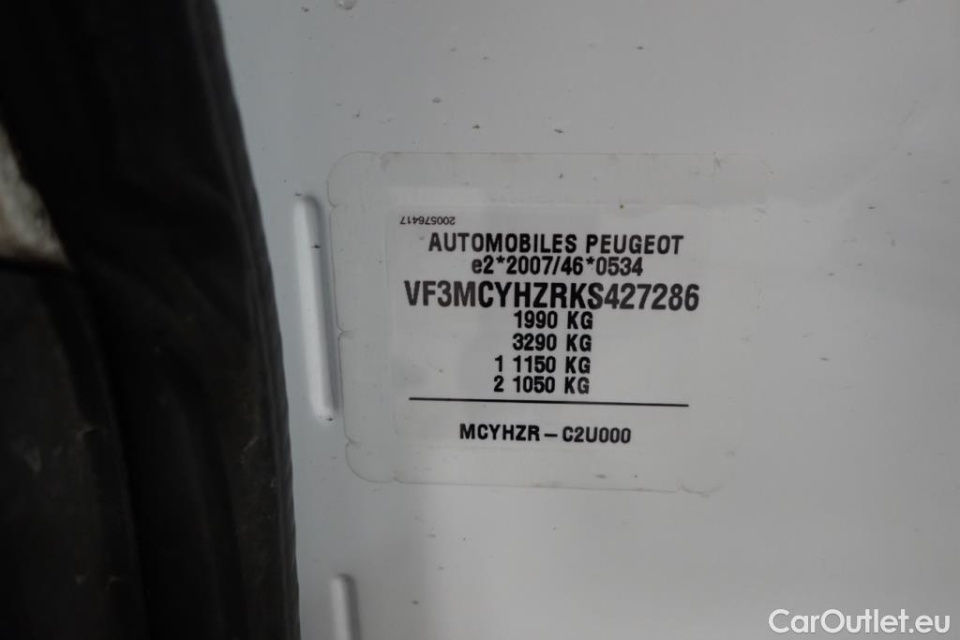 200576417
AUTOMOBILES PEUGEOT
e2*2007/46*0534
VF3MCYHZRKS427286
1990 KG
3290 KG
1 1150 KG
2 1050 KG
MCYHZR – C2U000
CarOutlet.eu